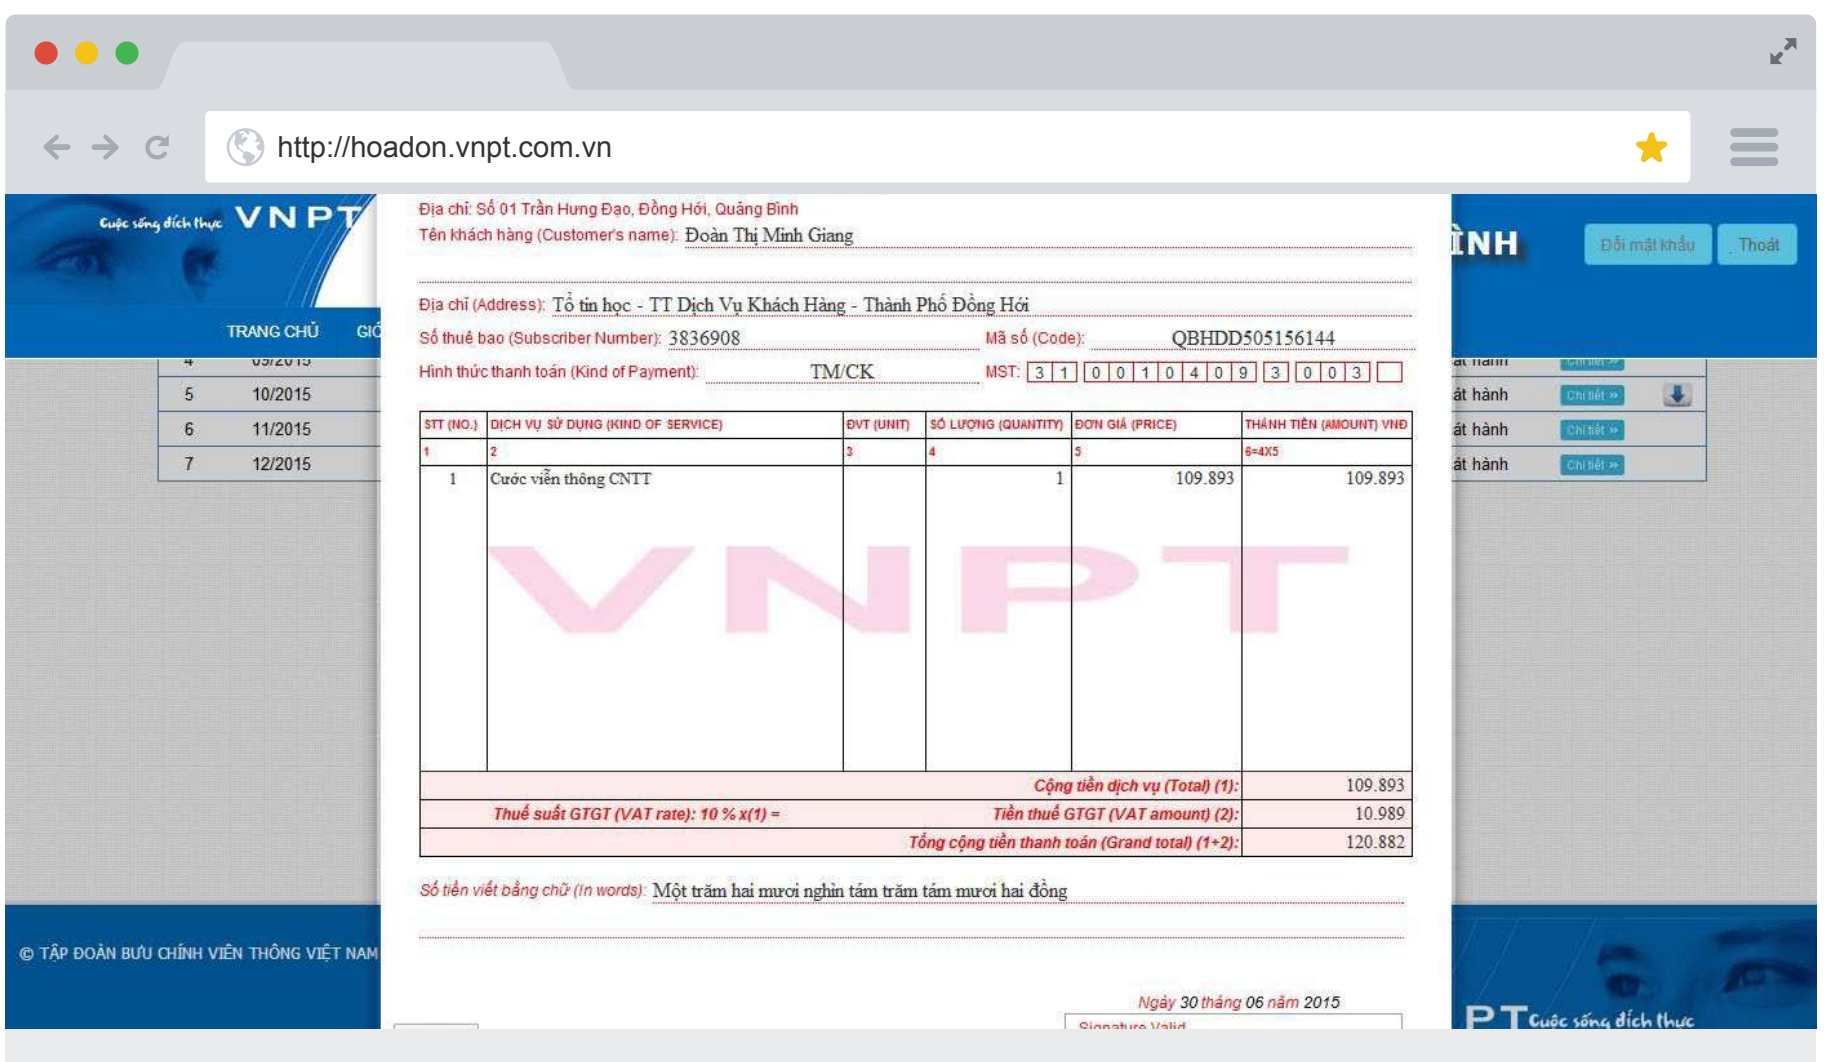 http://hoadon.vnpt.com.vn
Cuộc sống đích thực VNPT
ÌNH
Đổi mật khẩu
Thoát
TRANG CHỦ
Địa chỉ: Số 01 Trần Hưng Đạo, Đồng Hới, Quảng Bình
Tên khách hàng (Customer's name): Đoàn Thị Minh Giang
Địa chỉ (Address): Tổ tin học - TT Dịch Vụ Khách Hàng - Thành Phố Đồng Hới
Số thuê bao (Subscriber Number): 3836908 Mã số (Code): QBHDD505156144
Hình thức thanh toán (Kind of Payment): TM/CK MST: 3 1 0 0 1 0 4 0 9 3 0 0 3
4 09/2015 át hành Chi tiết »
5 10/2015 át hành Chi tiết »
6 11/2015 át hành Chi tiết »
7 12/2015 át hành Chi tiết »
STT (NO.) DỊCH VỤ SỬ DỤNG (KIND OF SERVICE) ĐVT (UNIT) SỐ LƯỢNG (QUANTITY) ĐƠN GIÁ (PRICE) THÀNH TIỀN (AMOUNT) VNĐ
1 2 3 4 5 6=4X5
1 Cước viễn thông CNTT 1 109.893 109.893
VNPT
Cộng tiền dịch vụ (Total) (1): 109.893
Thuế suất GTGT (VAT rate): 10 % x(1) = Tiền thuế GTGT (VAT amount) (2): 10.989
Tổng cộng tiền thanh toán (Grand total) (1+2): 120.882
Số tiền viết bằng chữ (In words): Một trăm hai mươi nghìn tám trăm tám mươi hai đồng
© TẬP ĐOÀN BƯU CHÍNH VIỄN THÔNG VIỆT NAM
Ngày 30 tháng 06 năm 2015
Signature Valid
PT Cuộc sống đích thực